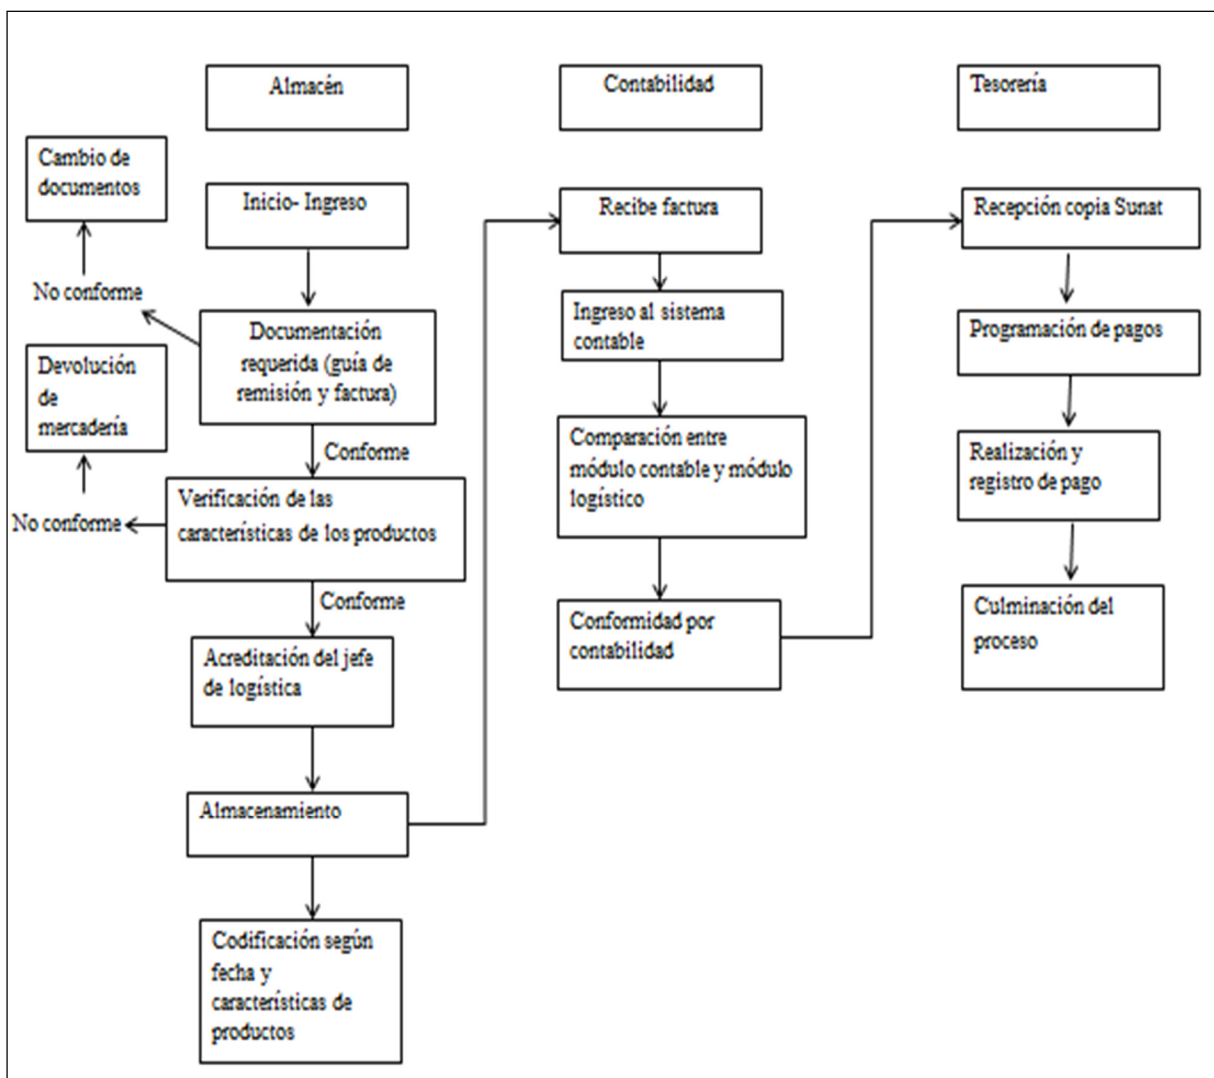 Almacén
Contabilidad
Tesorería
Cambio de
documentos
Inicio- Ingreso
Recibe factura
Recepción copia Sunat
No conforme
Documentación
requerida (guía de
remisión y factura)
Ingreso al sistema
contable
Programación de pagos
Devolución
de
mercadería
Conforme
Comparación entre
módulo contable y módulo
logístico
Realización y
registro de pago
No conforme
Verificación de las
características de los productos
Conforme
Acreditación del jefe
de logística
Conformidad por
contabilidad
Culminación del
proceso
Almacenamiento
Codificación según
fecha y
características de
productos